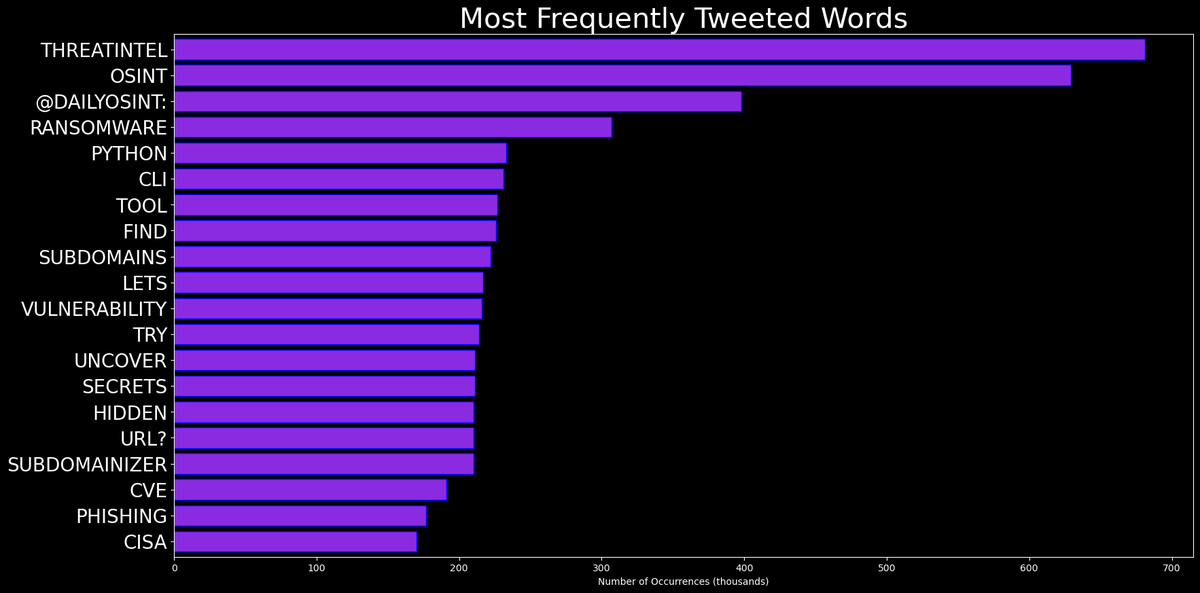 Most Frequently Tweeted Words
THREATINTEL
OSINT
@DAILYOSINT:
RANSOMWARE
PYTHON
CLI
TOOL
FIND
SUBDOMAINS
LETS
VULNERABILITY
TRY
UNCOVER
SECRETS
HIDDEN
URL?
SUBDOMAINIZER
CVE
PHISHING
CISA
0 100 200 300 400 500 600 700
Number of Occurrences (thousands)